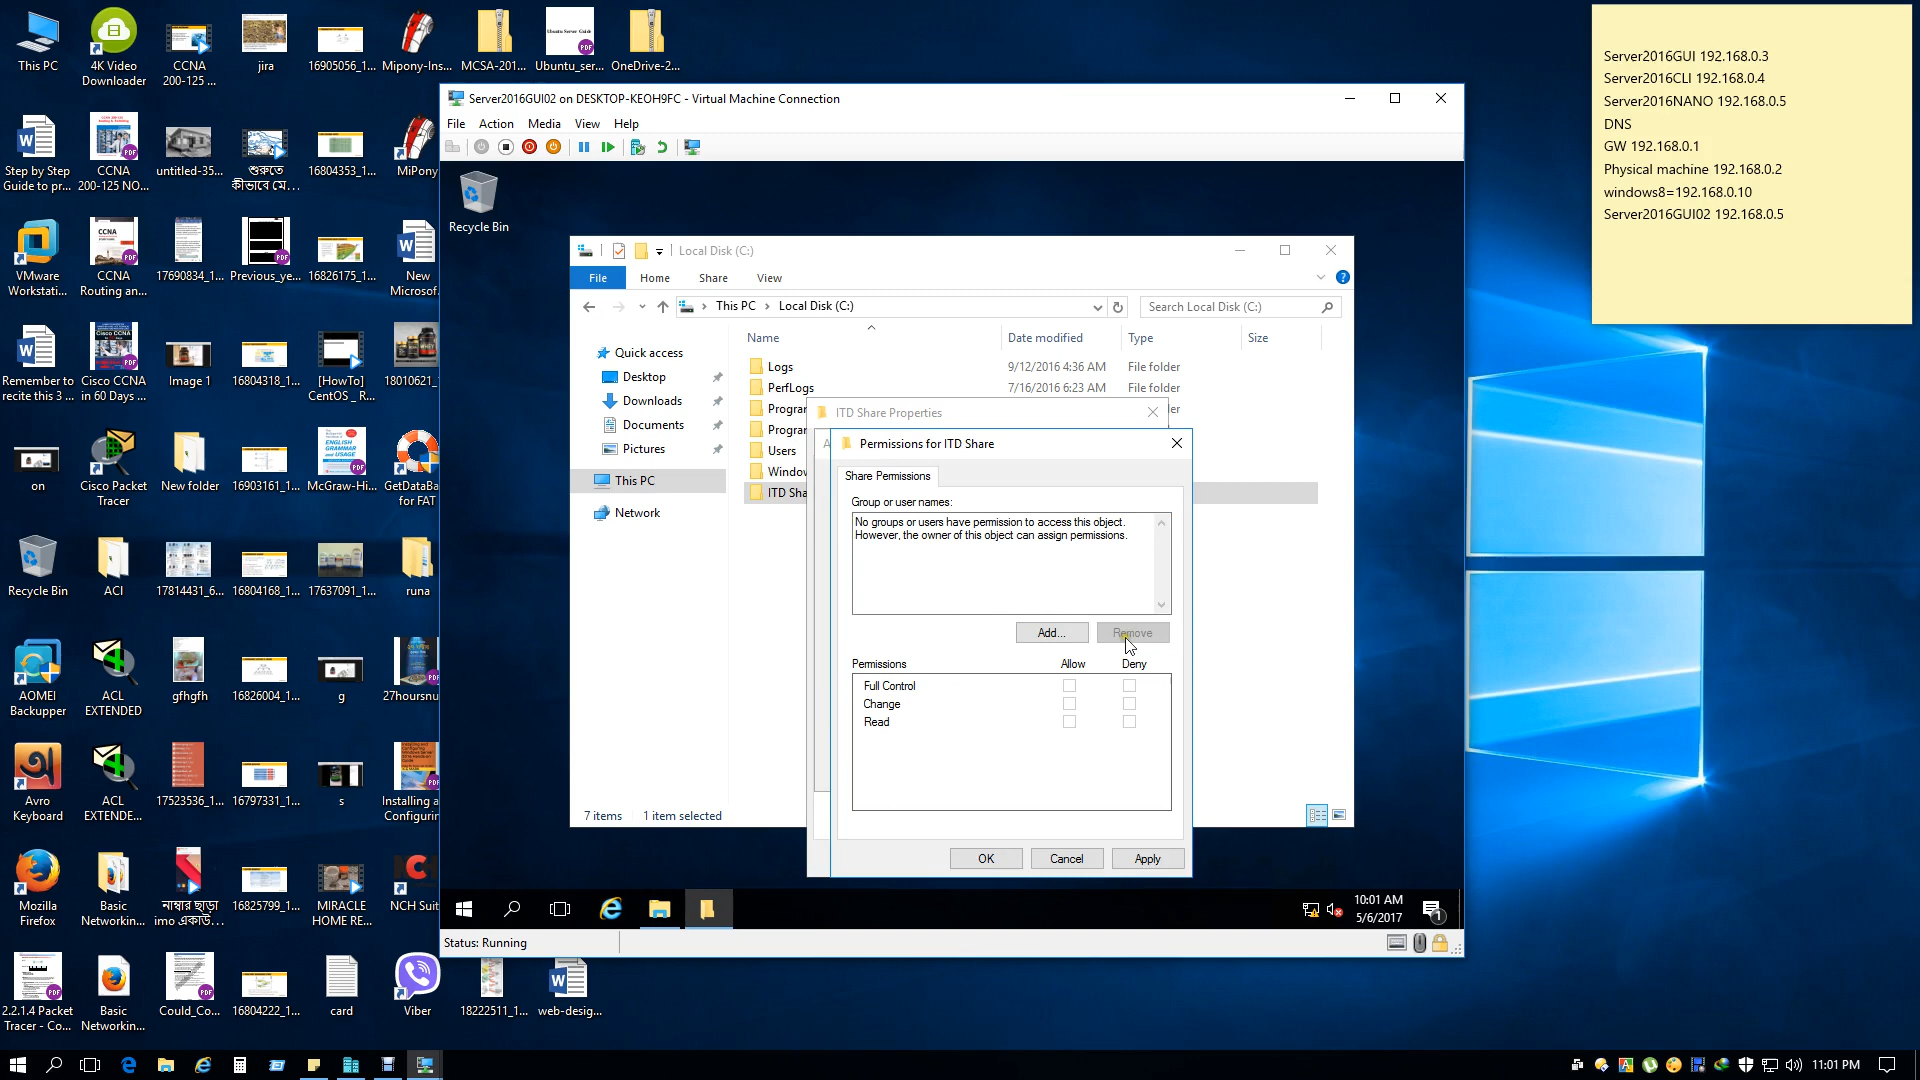 This PC
4K Video
Downloader
CCNA
200-125 ...
jira
16905056_1...
Mipony-Ins...
MCSA-201...
Ubuntu Server Guide
PDF
Ubuntu_ser...
OneDrive-2...
Step by Step
Guide to pr...
CCNA
200-125 NO...
untitled-35...
শুরুতে
কীভাবে মে...
16804353_1...
MiPony
VMware
Workstati...
CCNA
Routing an...
17690834_1...
Previous_ye...
16826175_1...
New
Microsof
Remember to
recite this 3 ...
Cisco CCNA
in 60 Days ...
Image 1
16804318_1...
[HowTo]
CentOS _ R...
18010621_
on
Cisco Packet
Tracer
New folder
16903161_1...
McGraw-Hi...
GetDataBa
for FAT
Recycle Bin
ACI
17814431_6...
16804168_1...
17637091_1...
runa
AOMEI
Backupper
ACL
EXTENDED
gfhgfh
16826004_1...
g
27hoursnu
Avro
Keyboard
ACL
EXTENDE...
17523536_1...
16797331_1...
s
Installing a
Configurin
Mozilla
Firefox
Basic
Networkin...
নাম্বার ছাড়া
imo একাউ...
16825799_1...
MIRACLE
HOME RE...
NCH Suit
2.2.1.4 Packet
Tracer - Co...
Basic
Networkin...
Could_Co...
16804222_1...
card
Viber
18222511_1...
web-desig...
Server2016GUI02 on DESKTOP-KEOH9FC - Virtual Machine Connection
File Action Media View Help
Recycle Bin
Local Disk (C:)
File Home Share View
This PC > Local Disk (C:)
Search Local Disk (C:)
Name Date modified Type Size
Quick access
Desktop
Downloads
Documents
Pictures
This PC
Network
Logs 9/12/2016 4:36 AM File folder
PerfLogs 7/16/2016 6:23 AM File folder
Progran
Progran
Users
Window
ITD Sha
7 items 1 item selected
ITD Share Properties
Permissions for ITD Share
Share Permissions
Group or user names:
No groups or users have permission to access this object.
However, the owner of this object can assign permissions.
Add... Remove
Permissions Allow Deny
Full Control
Change
Read
OK Cancel Apply
10:01 AM
5/6/2017
1
Status: Running
Server2016GUI 192.168.0.3
Server2016CLI 192.168.0.4
Server2016NANO 192.168.0.5
DNS
GW 192.168.0.1
Physical machine 192.168.0.2
windows8=192.168.0.10
Server2016GUI02 192.168.0.5
11:01 PM